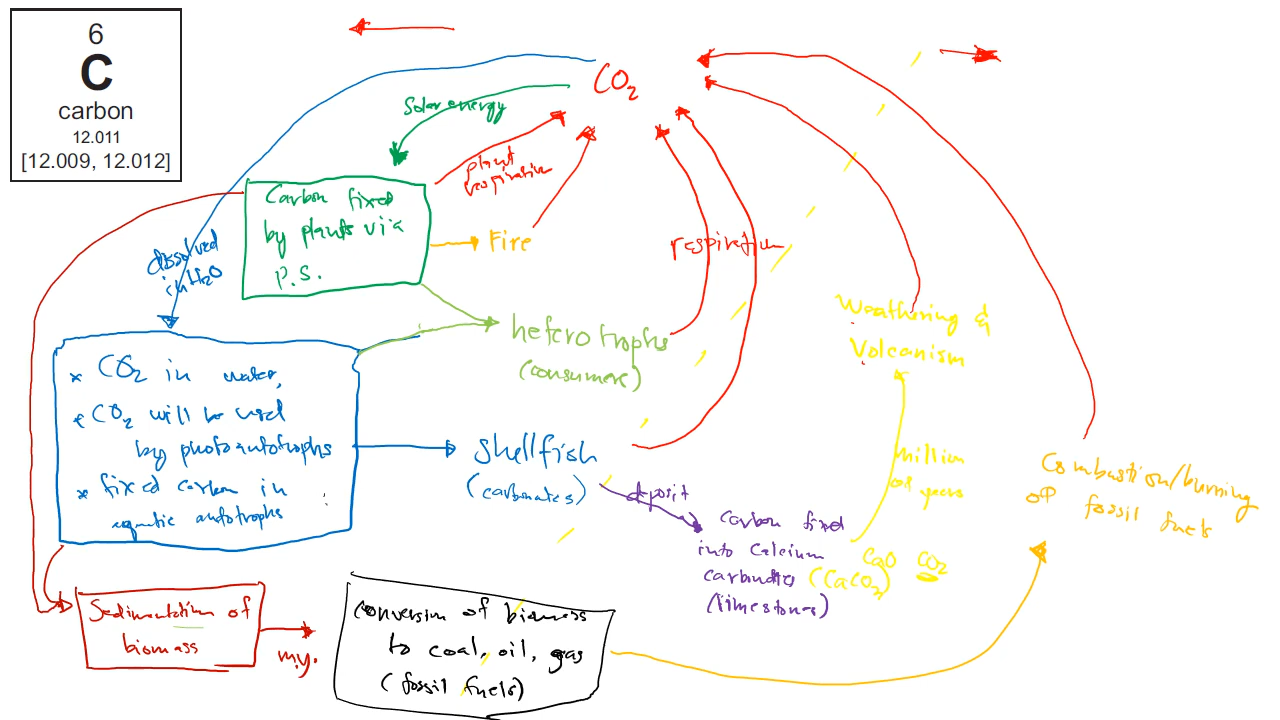 6
C
carbon
12.011
[12.009, 12.012]
CO2
Solar energy
plant
respiration
Carbon fixed
by plants via
P.S.
Fire
dissolved
in H2O
respiration
heterotrophs
(consumers)
Weathering &
Volcanism
* CO2 in water,
* CO2 will be used
by photoautotrophs
* fixed carbon in
aquatic autotrophs
shellfish
(carbonates)
deposit
million
of years
Combustion/burning
of fossil fuels
carbon fixed
into Calcium
carbonates (CaCO3)
(limestones)
CaO CO2
Sedimentation of
biomass
m.y.
conversion of biomass
to coal, oil, gas
(fossil fuels)